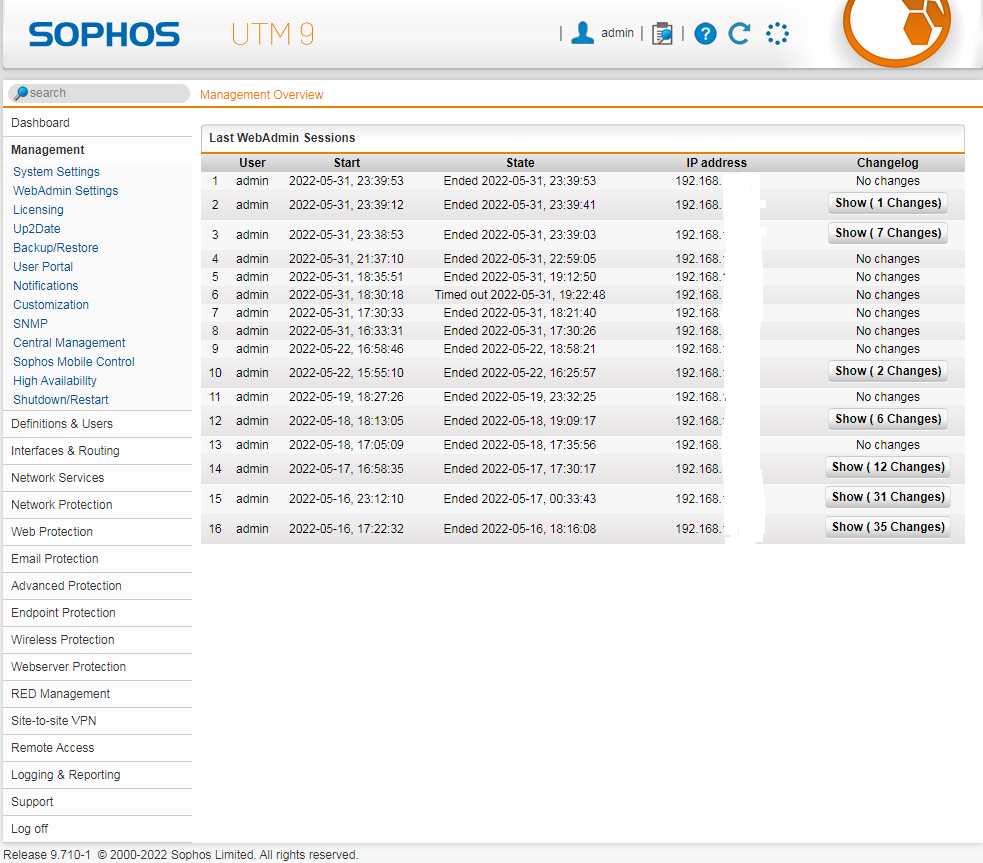 SOPHOS UTM 9 | admin | | ?
search Management Overview
Dashboard
Management
System Settings
WebAdmin Settings
Licensing
Up2Date
Backup/Restore
User Portal
Notifications
Customization
SNMP
Central Management
Sophos Mobile Control
High Availability
Shutdown/Restart
Definitions & Users
Interfaces & Routing
Network Services
Network Protection
Web Protection
Email Protection
Advanced Protection
Endpoint Protection
Wireless Protection
Webserver Protection
RED Management
Site-to-site VPN
Remote Access
Logging & Reporting
Support
Log off
Last WebAdmin Sessions
User Start State IP address Changelog
1 admin 2022-05-31, 23:39:53 Ended 2022-05-31, 23:39:53 192.168. No changes
2 admin 2022-05-31, 23:39:12 Ended 2022-05-31, 23:39:41 192.168. Show ( 1 Changes)
3 admin 2022-05-31, 23:38:53 Ended 2022-05-31, 23:39:03 192.168. Show ( 7 Changes)
4 admin 2022-05-31, 21:37:10 Ended 2022-05-31, 22:59:05 192.168. No changes
5 admin 2022-05-31, 18:35:51 Ended 2022-05-31, 19:12:50 192.168. No changes
6 admin 2022-05-31, 18:30:18 Timed out 2022-05-31, 19:22:48 192.168. No changes
7 admin 2022-05-31, 17:30:33 Ended 2022-05-31, 18:21:40 192.168. No changes
8 admin 2022-05-31, 16:33:31 Ended 2022-05-31, 17:30:26 192.168. No changes
9 admin 2022-05-22, 16:58:46 Ended 2022-05-22, 18:58:21 192.168. No changes
10 admin 2022-05-22, 15:55:10 Ended 2022-05-22, 16:25:57 192.168. Show ( 2 Changes)
11 admin 2022-05-19, 18:27:26 Ended 2022-05-19, 23:32:25 192.168. No changes
12 admin 2022-05-18, 18:13:05 Ended 2022-05-18, 19:09:17 192.168. Show ( 6 Changes)
13 admin 2022-05-18, 17:05:09 Ended 2022-05-18, 17:35:56 192.168. No changes
14 admin 2022-05-17, 16:58:35 Ended 2022-05-17, 17:30:17 192.168. Show ( 12 Changes)
15 admin 2022-05-16, 23:12:10 Ended 2022-05-17, 00:33:43 192.168. Show ( 31 Changes)
16 admin 2022-05-16, 17:22:32 Ended 2022-05-16, 18:16:08 192.168. Show ( 35 Changes)
Release 9.710-1 © 2000-2022 Sophos Limited. All rights reserved.